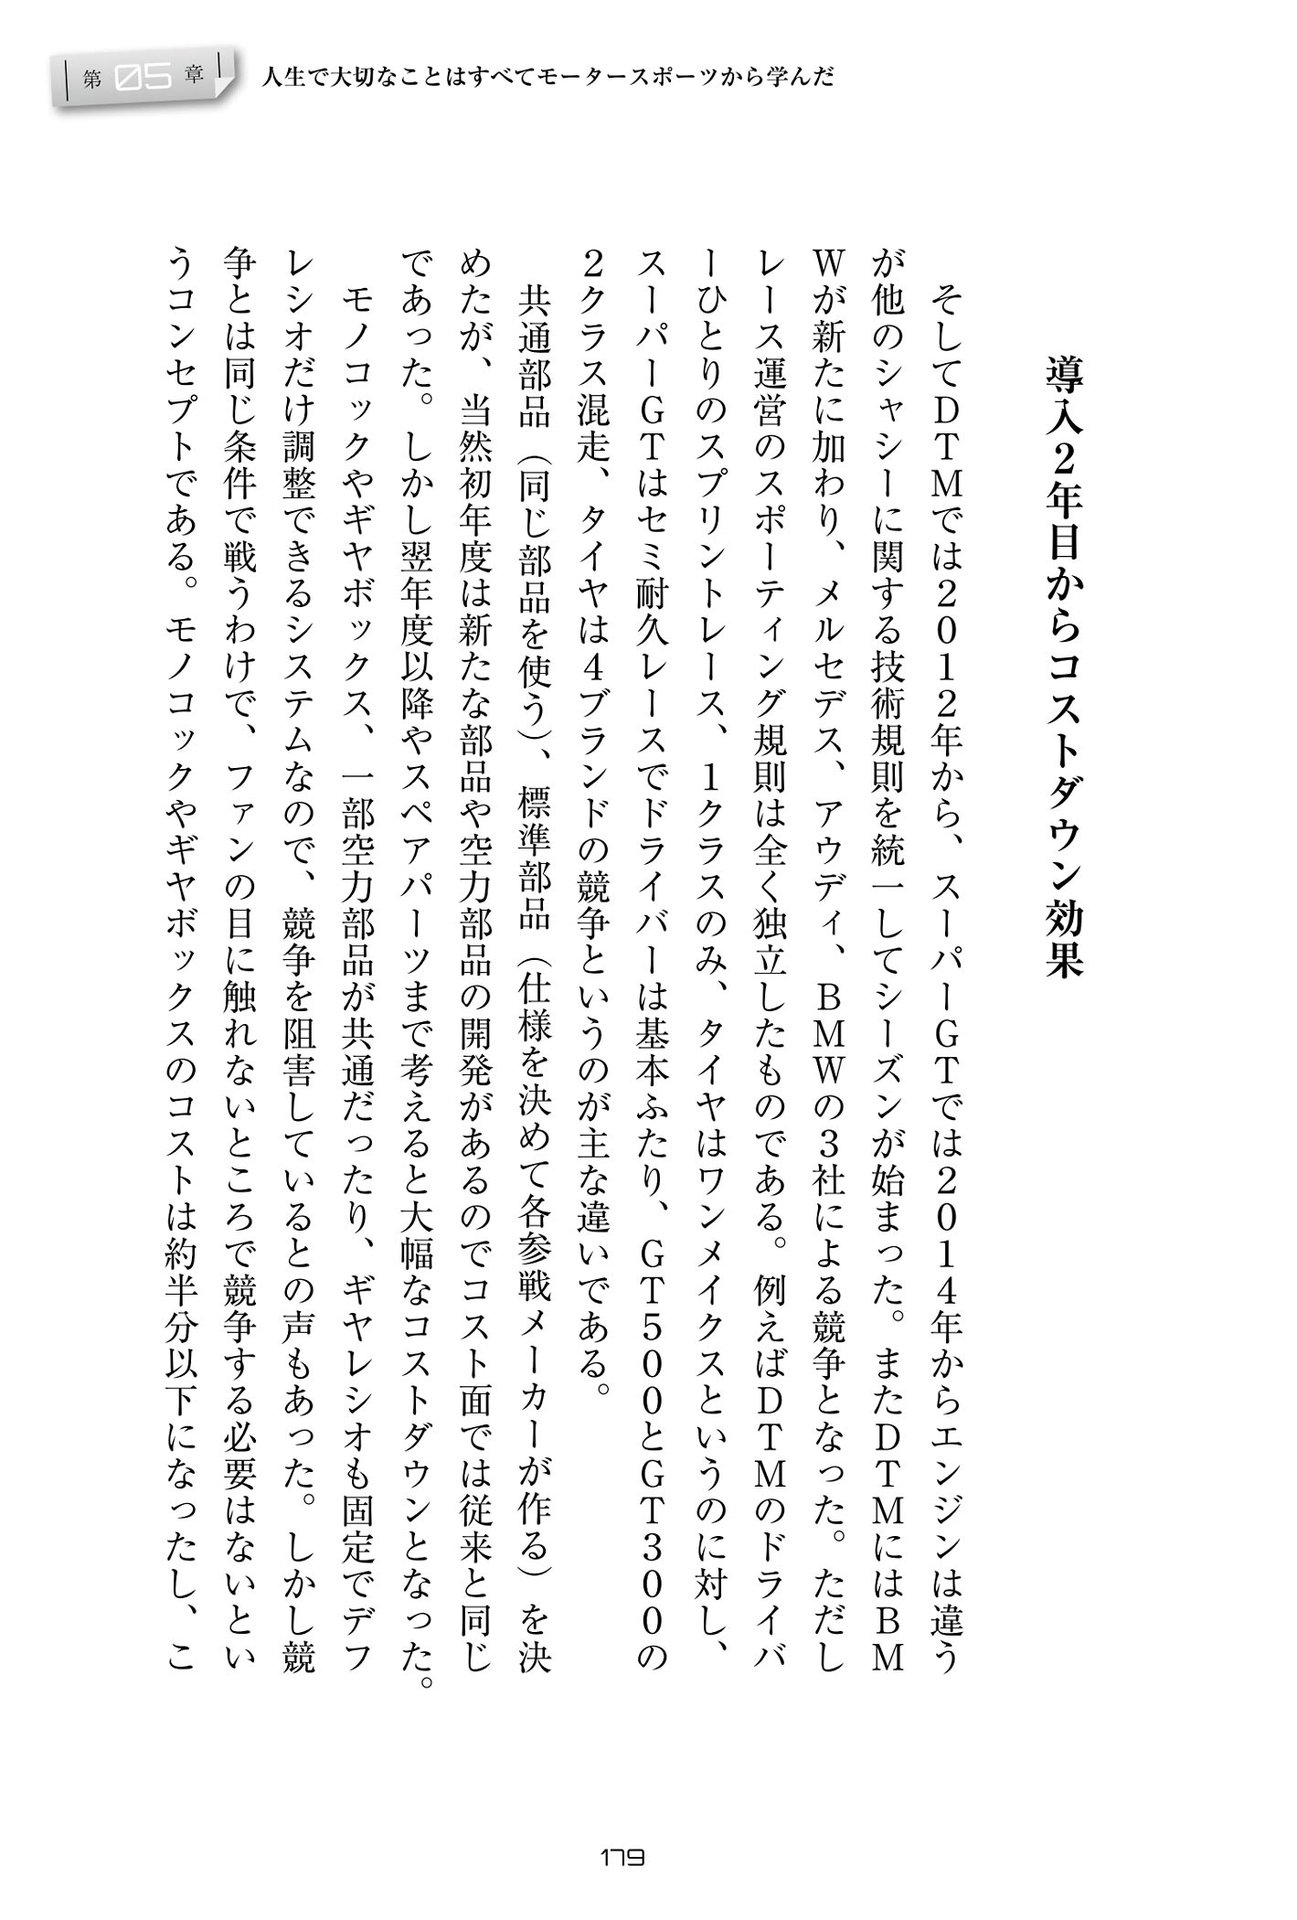 第05章
人生で大切なことはすべてモータースポーツから学んだ
導入2年目からコストダウン効果
そしてDTMでは2012年から、スーパーGTでは2014年からエンジンは違う
が他のシャシーに関する技術規則を統一してシーズンが始まった。またDTMにはBM
Wが新たに加わり、メルセデス、アウディ、BMWの3社による競争となった。ただし
レース運営のスポーティング規則は全く独立したものである。例えばDTMのドライバ
ーひとりのスプリントレース、1クラスのみ、タイヤはワンメイクスというのに対し、
スーパーGTはセミ耐久レースでドライバーは基本ふたり、GT500とGT300の
2クラス混走、タイヤは4ブランドの競争というのが主な違いである。
共通部品（同じ部品を使う）、標準部品（仕様を決めて各参戦メーカーが作る）を決
めたが、当然初年度は新たな部品や空力部品の開発があるのでコスト面では従来と同じ
であった。しかし翌年度以降やスペアパーツまで考えると大幅なコストダウンとなった。
モノコックやギヤボックス、一部空力部品が共通だったり、ギヤレシオも固定でデフ
レシオだけ調整できるシステムなので、競争を阻害しているとの声もあった。しかし競
争とは同じ条件で戦うわけで、ファンの目に触れないところで競争する必要はないとい
うコンセプトである。モノコックやギヤボックスのコストは約半分以下になったし、こ
179